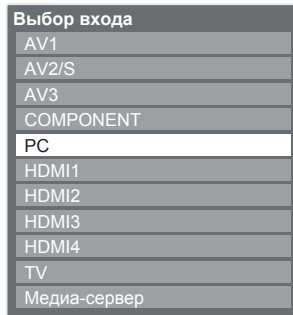 Выбор входа
AV1
AV2/S
AV3
COMPONENT
PC
HDMI1
HDMI2
HDMI3
HDMI4
TV
Медиа-сервер